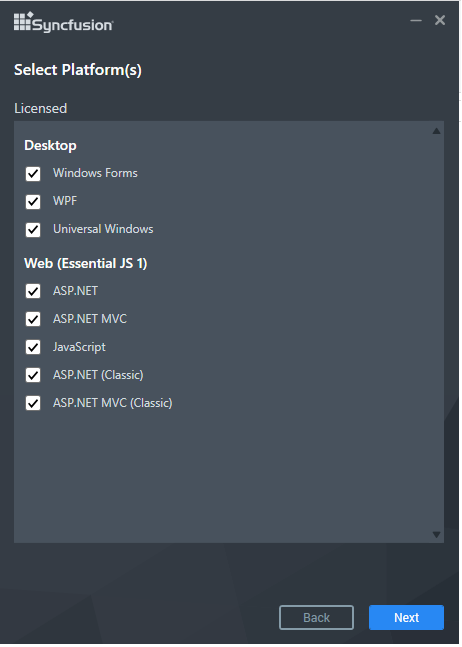 Syncfusion
Select Platform(s)
Licensed
Desktop
Windows Forms
WPF
Universal Windows
Web (Essential JS 1)
ASP.NET
ASP.NET MVC
JavaScript
ASP.NET (Classic)
ASP.NET MVC (Classic)
Back
Next